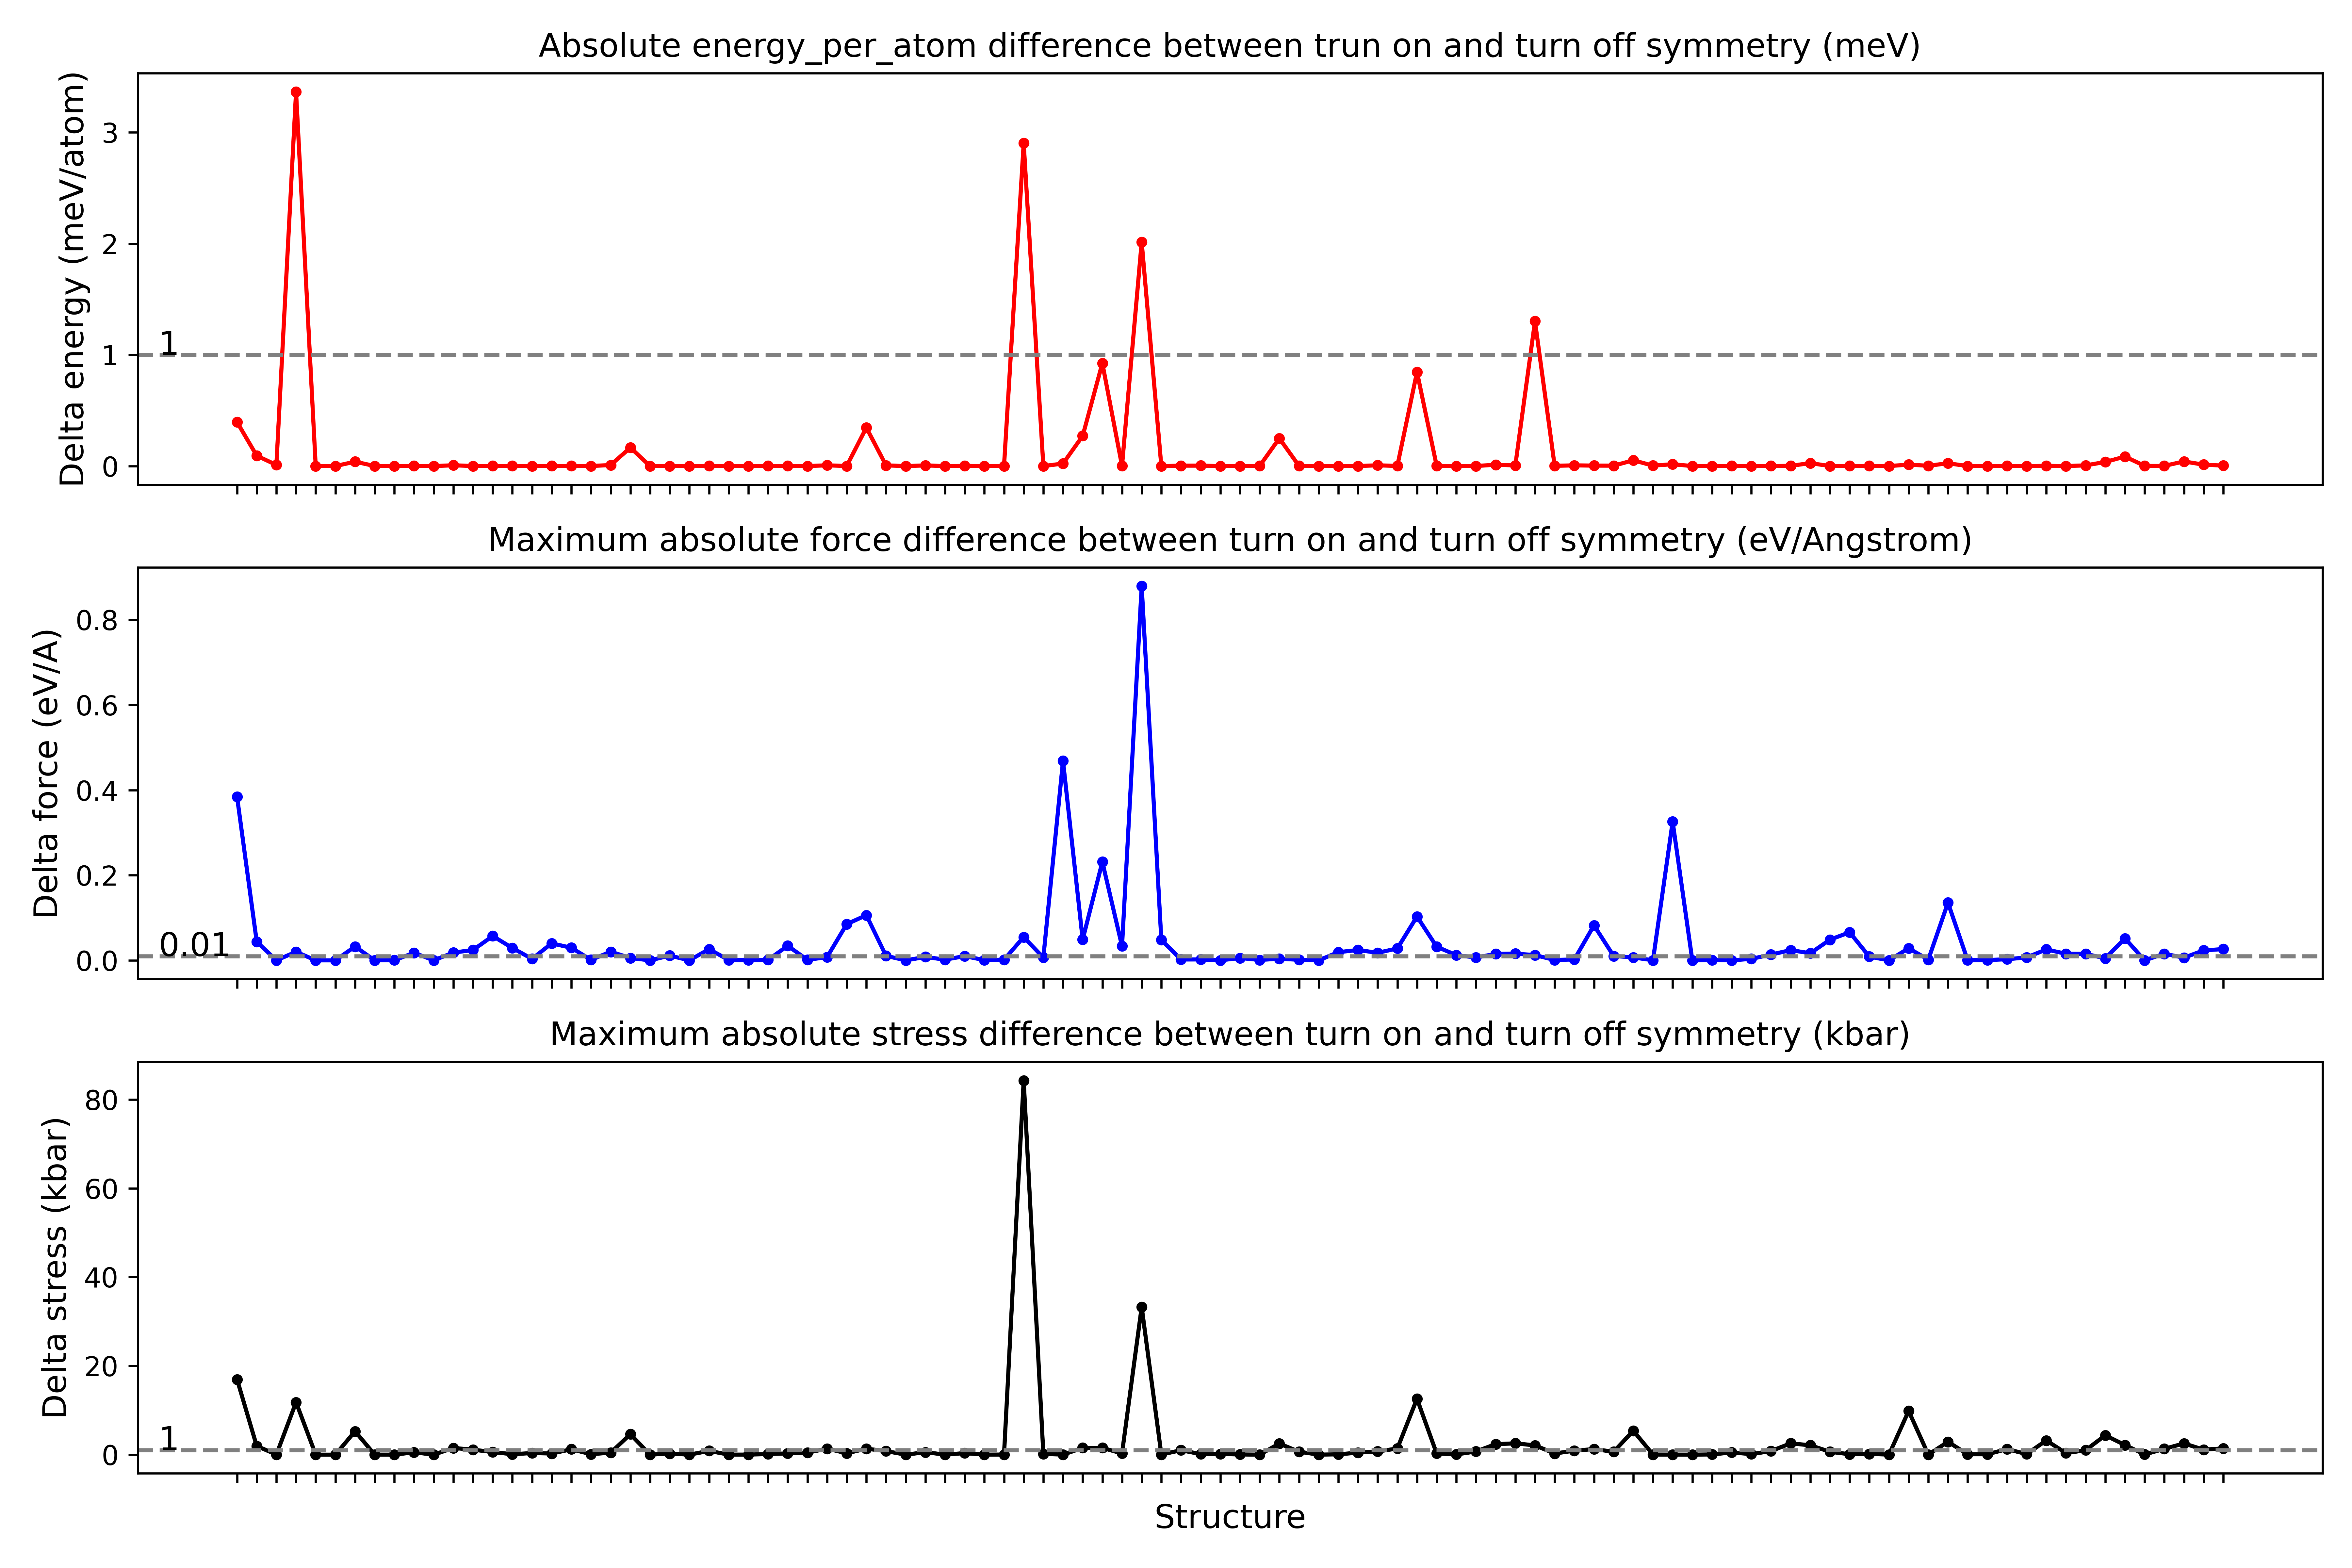 Absolute energy_per_atom difference between trun on and turn off symmetry (meV)
Delta energy (meV/atom)
3
2
1
0
1
Maximum absolute force difference between turn on and turn off symmetry (eV/Angstrom)
Delta force (eV/A)
0.8
0.6
0.4
0.2
0.0
0.01
Maximum absolute stress difference between turn on and turn off symmetry (kbar)
Delta stress (kbar)
80
60
40
20
0
1
Structure